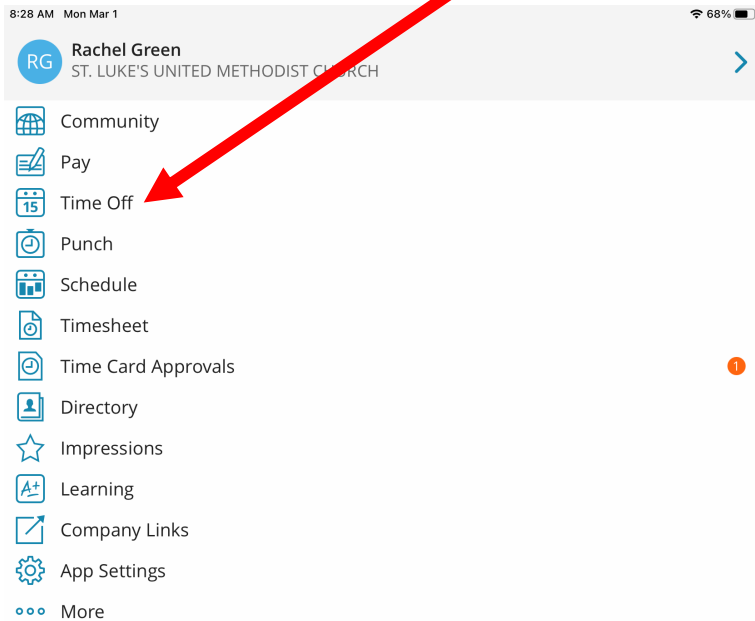 8:28 AM Mon Mar 1 68%
RG Rachel Green
ST. LUKE'S UNITED METHODIST CHURCH
Community
Pay
15 Time Off
Punch
Schedule
Timesheet
Time Card Approvals 1
Directory
Impressions
A+ Learning
Company Links
App Settings
More